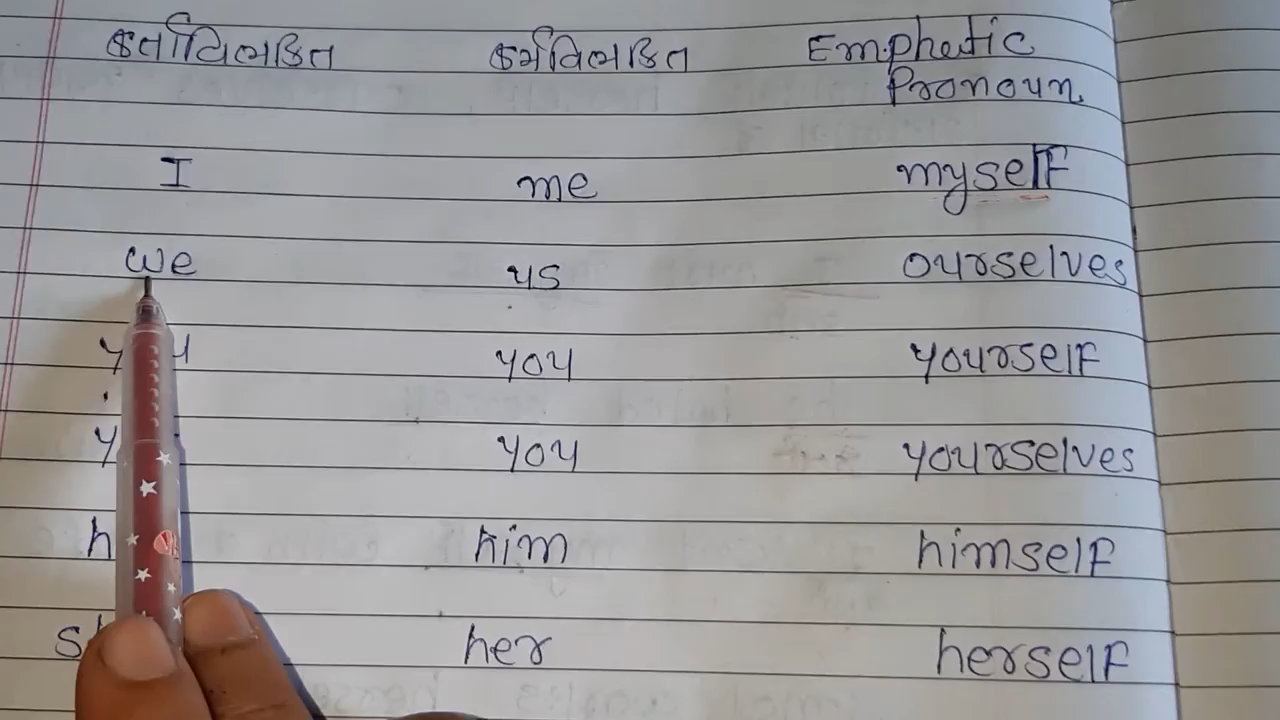 કર્તાવિભક્તિ કર્મવિભક્તિ Emphatic
Pronoun.
I me myself
we us ourselves
you yourself
you yourselves
him himself
her herself